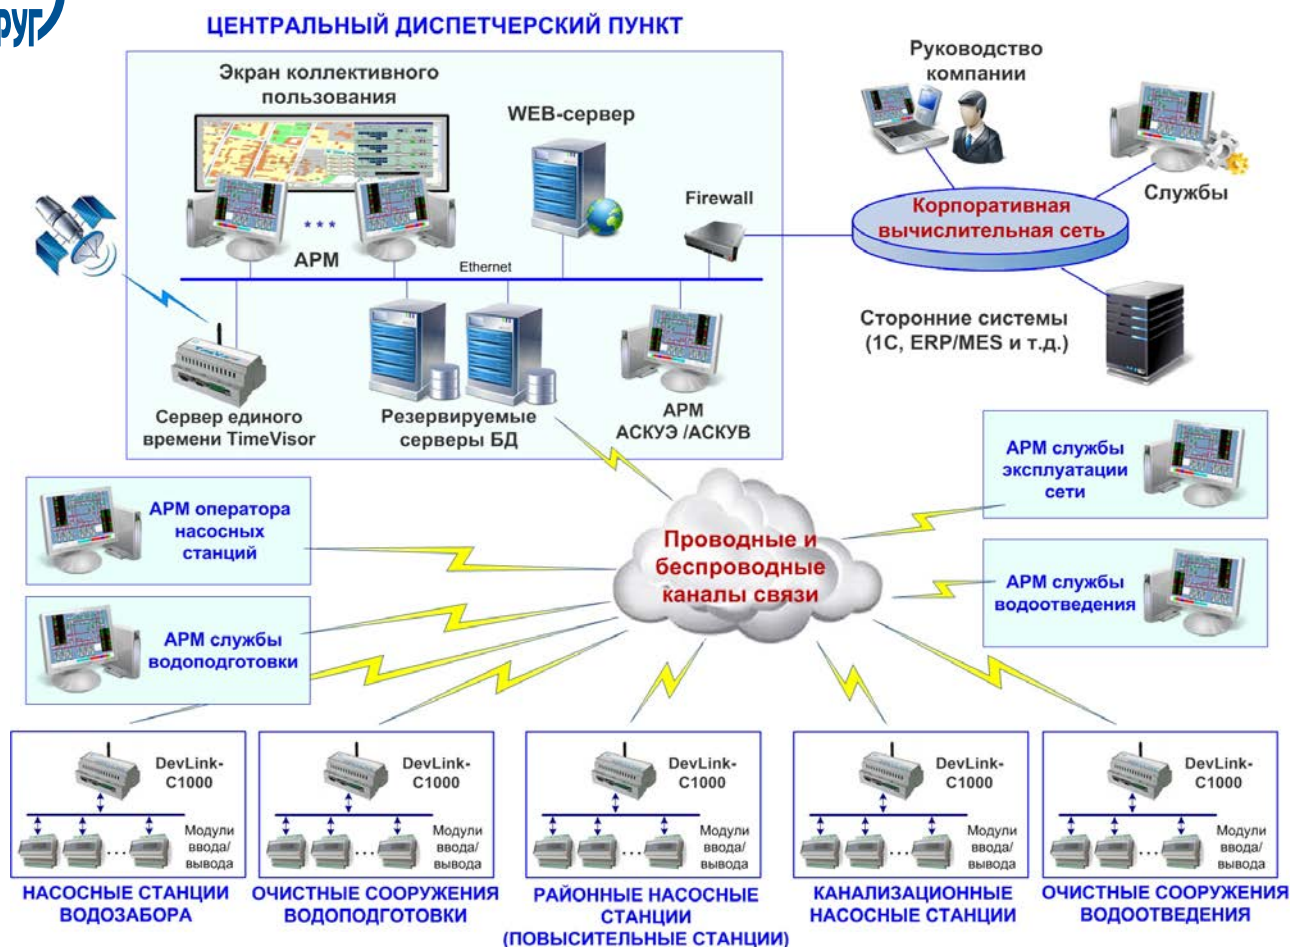 руг
ЦЕНТРАЛЬНЫЙ ДИСПЕТЧЕРСКИЙ ПУНКТ
Экран коллективного
пользования
WEB-сервер
Firewall
***
АРМ
Ethernet
TimeVisor
Сервер единого
времени TimeVisor
Резервируемые
серверы БД
АРМ
АСКУЭ /АСКУВ
Руководство
компании
Службы
Корпоративная
вычислительная сеть
Сторонние системы
(1С, ERP/MES и т.д.)
АРМ оператора
насосных
станций
АРМ службы
водоподготовки
Проводные и
беспроводные
каналы связи
АРМ службы
эксплуатации
сети
АРМ службы
водоотведения
DevLink-
C1000
...
Модули
ввода/
вывода
НАСОСНЫЕ СТАНЦИИ
ВОДОЗАБОРА
DevLink-
C1000
...
Модули
ввода/
вывода
ОЧИСТНЫЕ СООРУЖЕНИЯ
ВОДОПОДГОТОВКИ
DevLink-
C1000
...
Модули
ввода/
вывода
РАЙОННЫЕ НАСОСНЫЕ
СТАНЦИИ
(ПОВЫСИТЕЛЬНЫЕ СТАНЦИИ)
DevLink-
C1000
...
Модули
ввода/
вывода
КАНАЛИЗАЦИОННЫЕ
НАСОСНЫЕ СТАНЦИИ
DevLink-
C1000
...
Модули
ввода/
вывода
ОЧИСТНЫЕ СООРУЖЕНИЯ
ВОДООТВЕДЕНИЯ